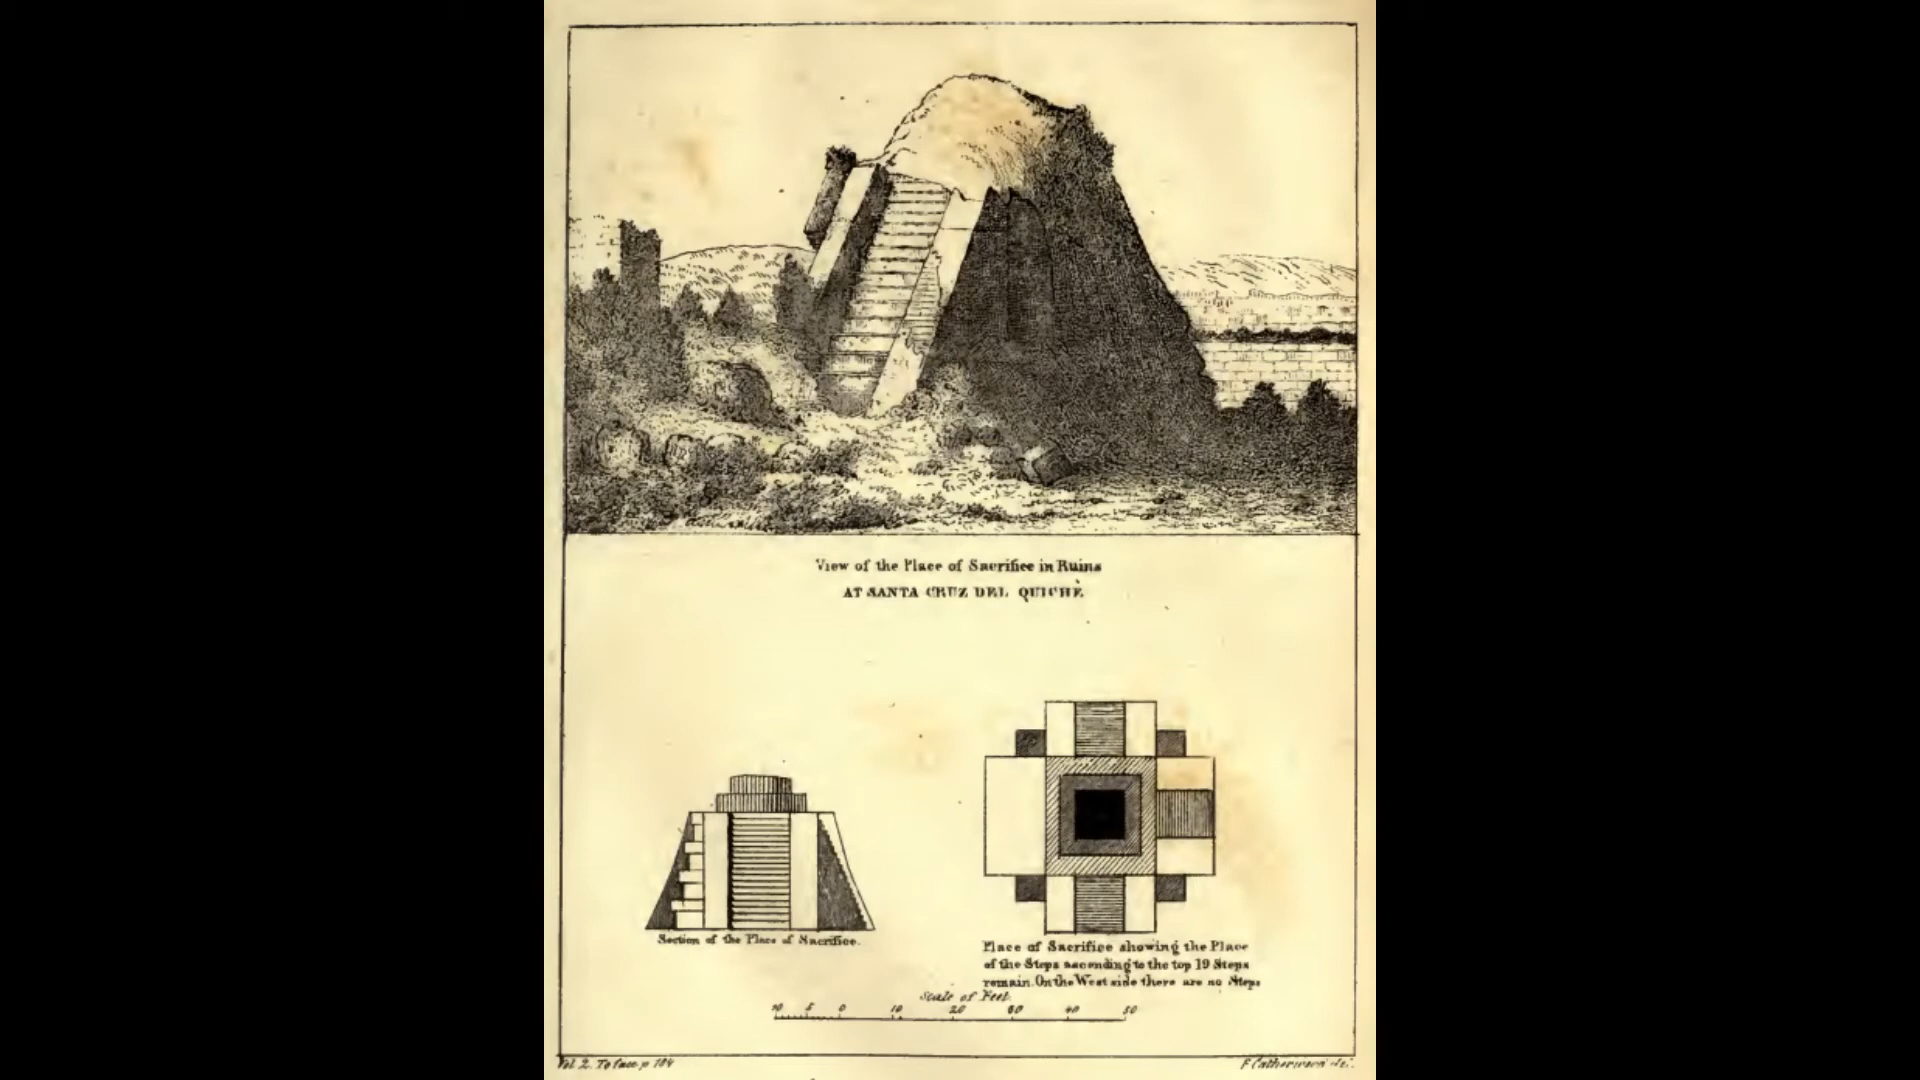 View of the Place of Sacrifice in Ruins
AT SANTA CRUZ DEL QUICHÈ
Section of the Place of Sacrifice.
Place of Sacrifice showing the Place
of the Steps ascending to the top 19 Steps
remain. On the West side there are no Steps
Scale of Feet.
10 5 0 10 20 30 40 50
Vol 2. To face p 184
F. Catherwood del.